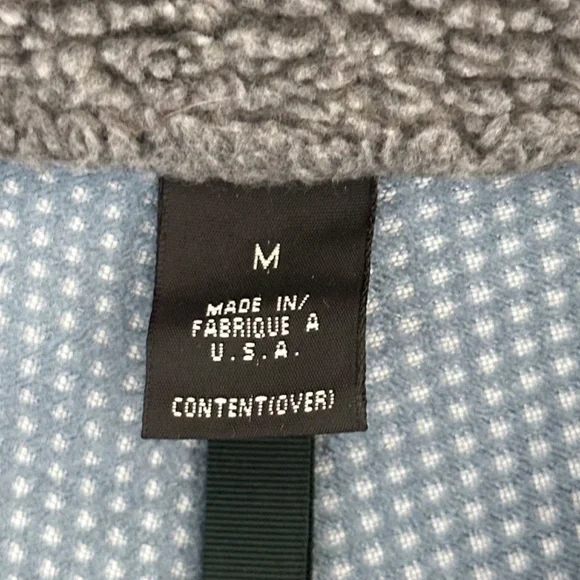 M
MADE IN/
FABRIQUE A
U.S.A.
CONTENT(OVER)